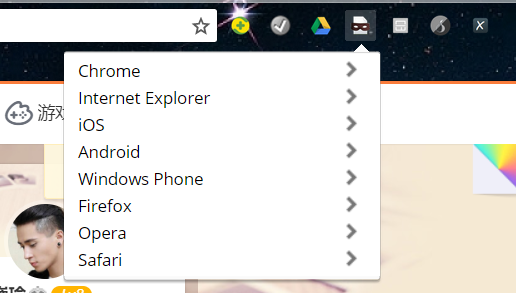 游戏
Chrome
Internet Explorer
iOS
Android
Windows Phone
Firefox
Opera
Safari